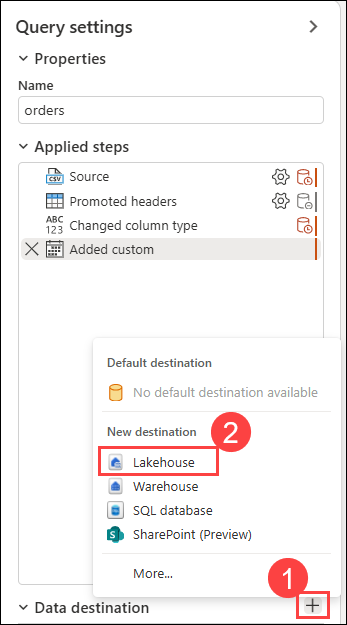 Query settings
Properties
Name
orders
Applied steps
CSV Source
Promoted headers
ABC 123 Changed column type
Added custom
Default destination
No default destination available
New destination
2
Lakehouse
Warehouse
SQL database
S SharePoint (Preview)
More...
1
Data destination